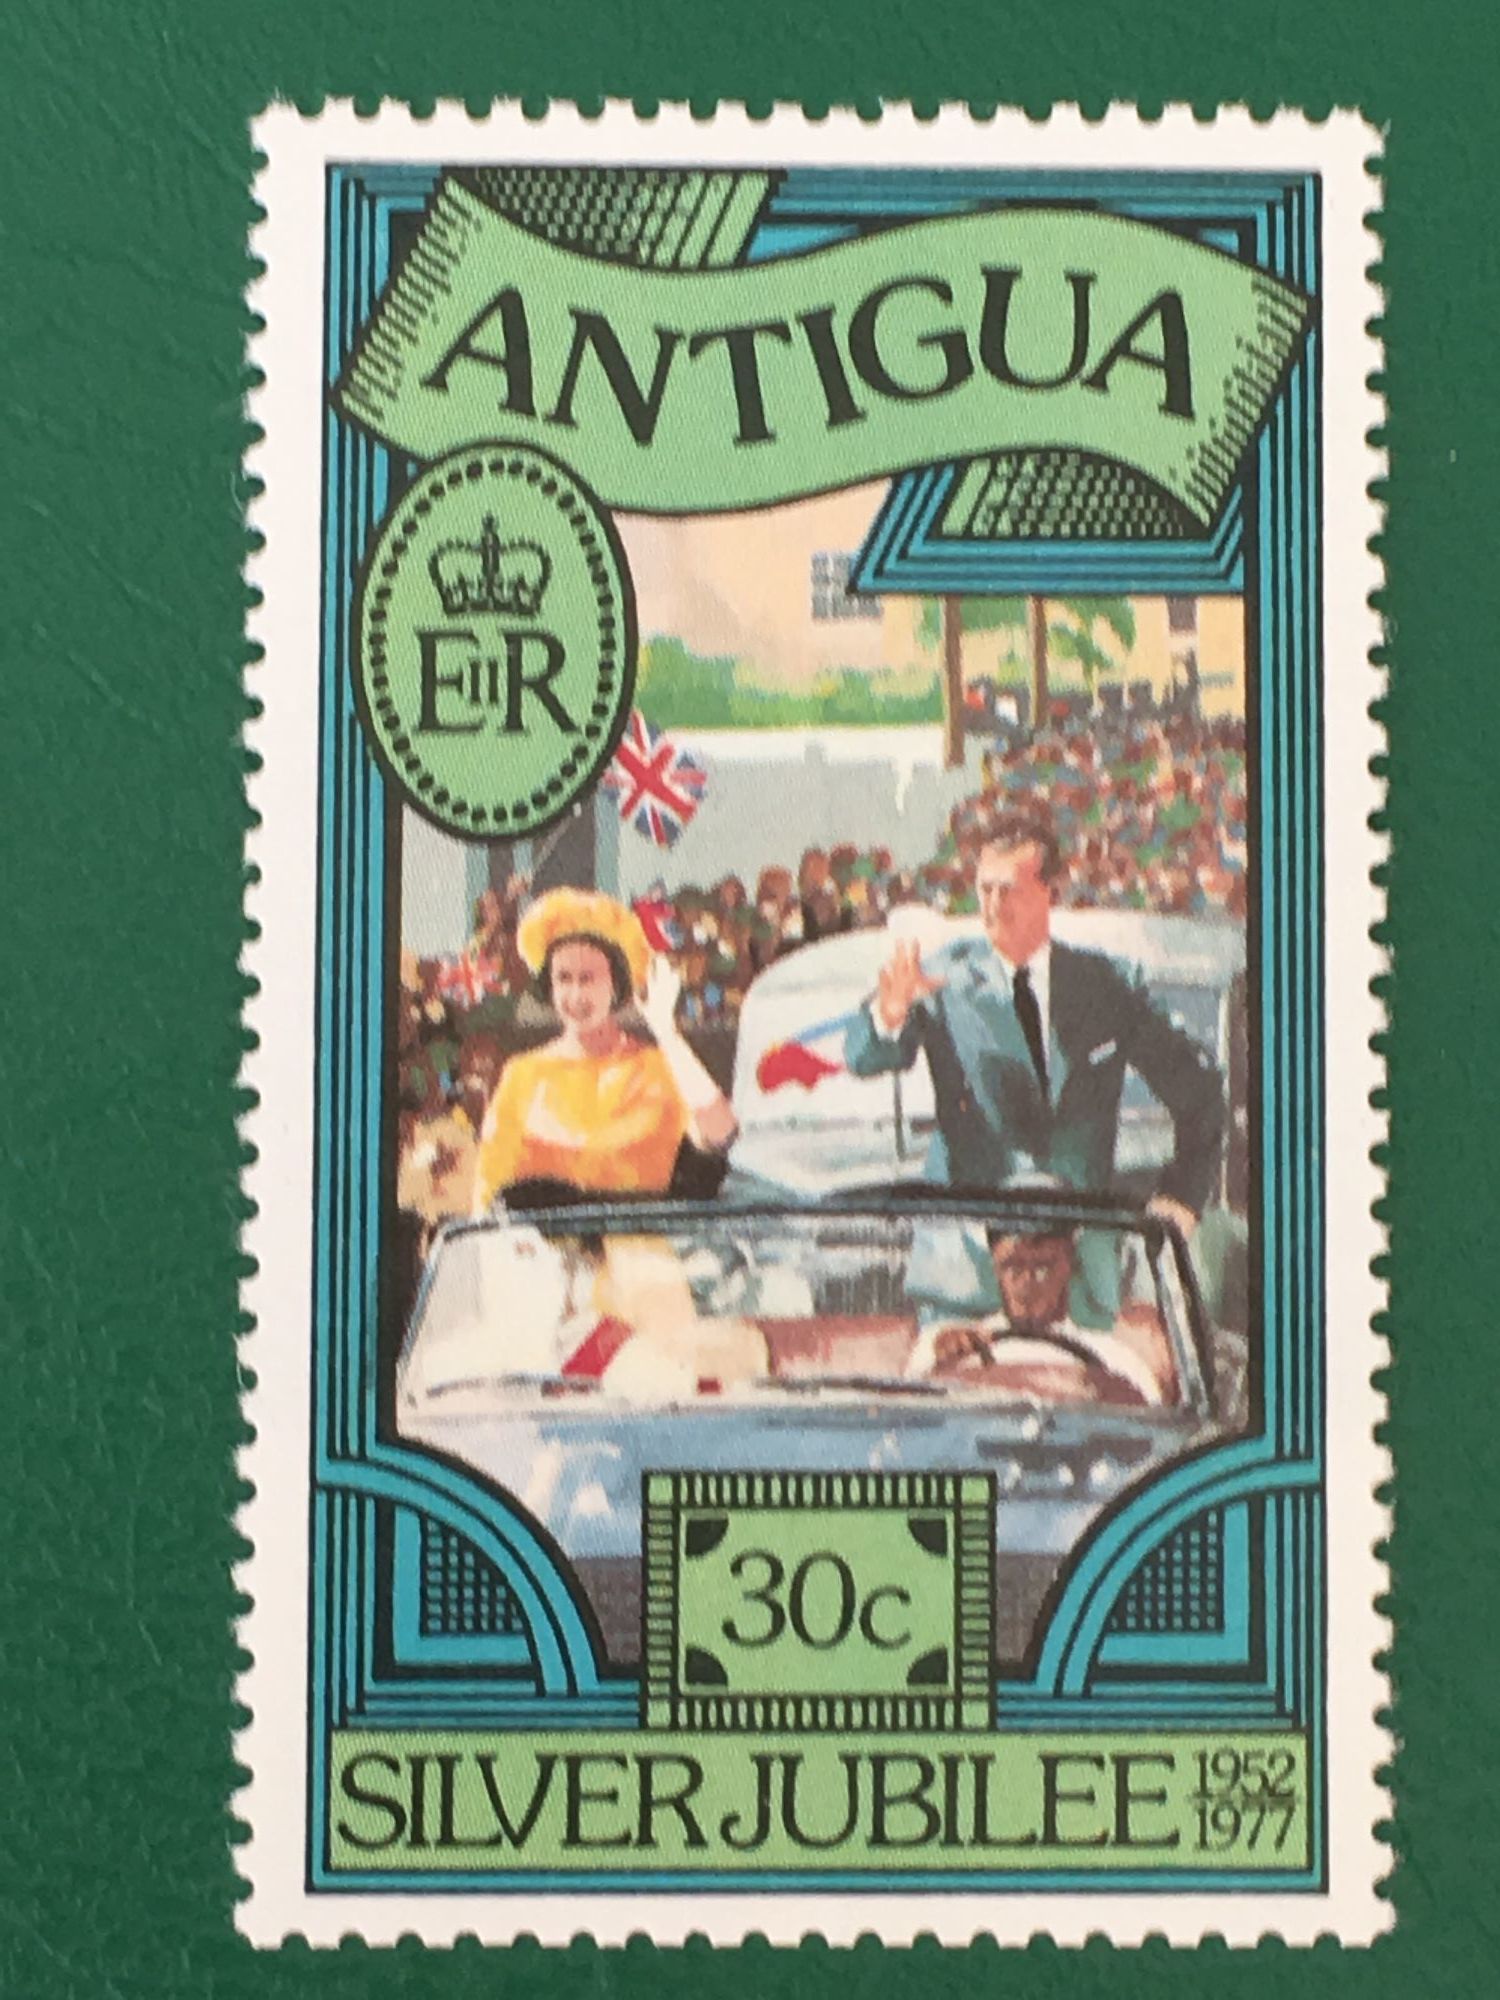 ANTIGUA
EIIR
30c
SILVER JUBILEE 1952
1977